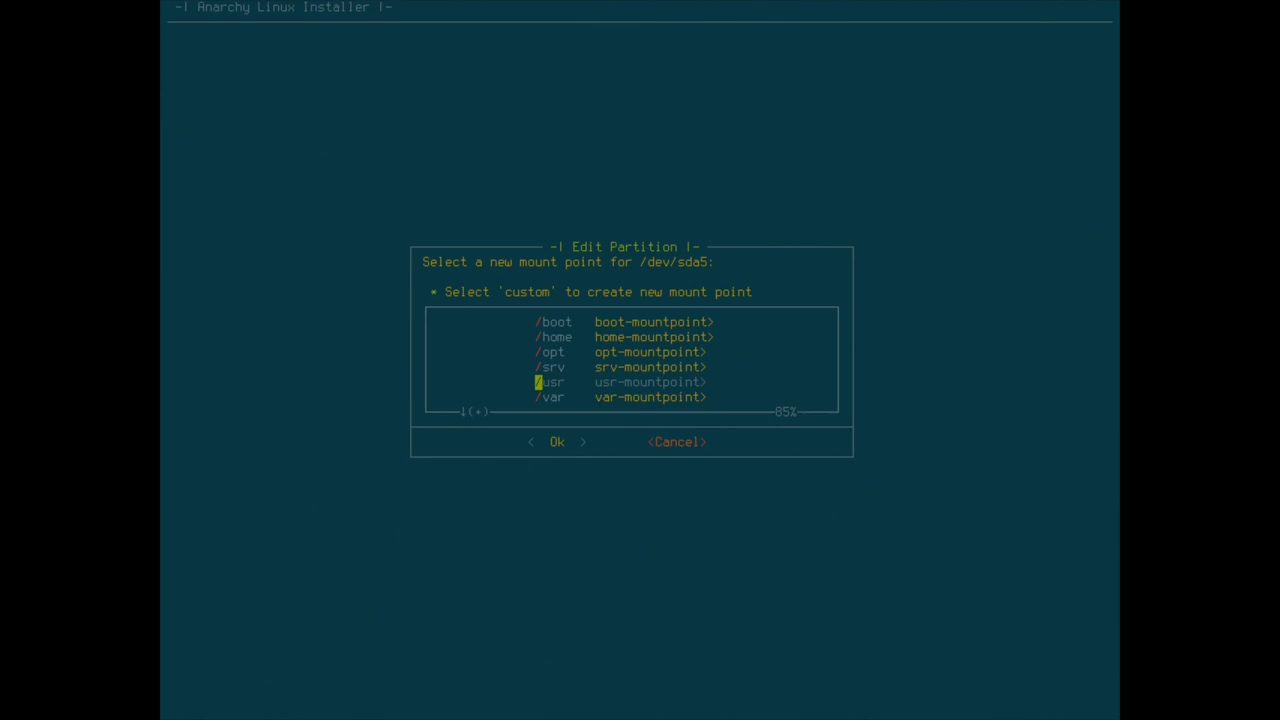 -| Anarchy Linux Installer |-
-| Edit Partition |-
Select a new mount point for /dev/sda5:
* Select 'custom' to create new mount point
/boot boot-mountpoint>
/home home-mountpoint>
/opt opt-mountpoint>
/srv srv-mountpoint>
/usr usr-mountpoint>
/var var-mountpoint>
↓(+) 85%
< Ok > <Cancel>